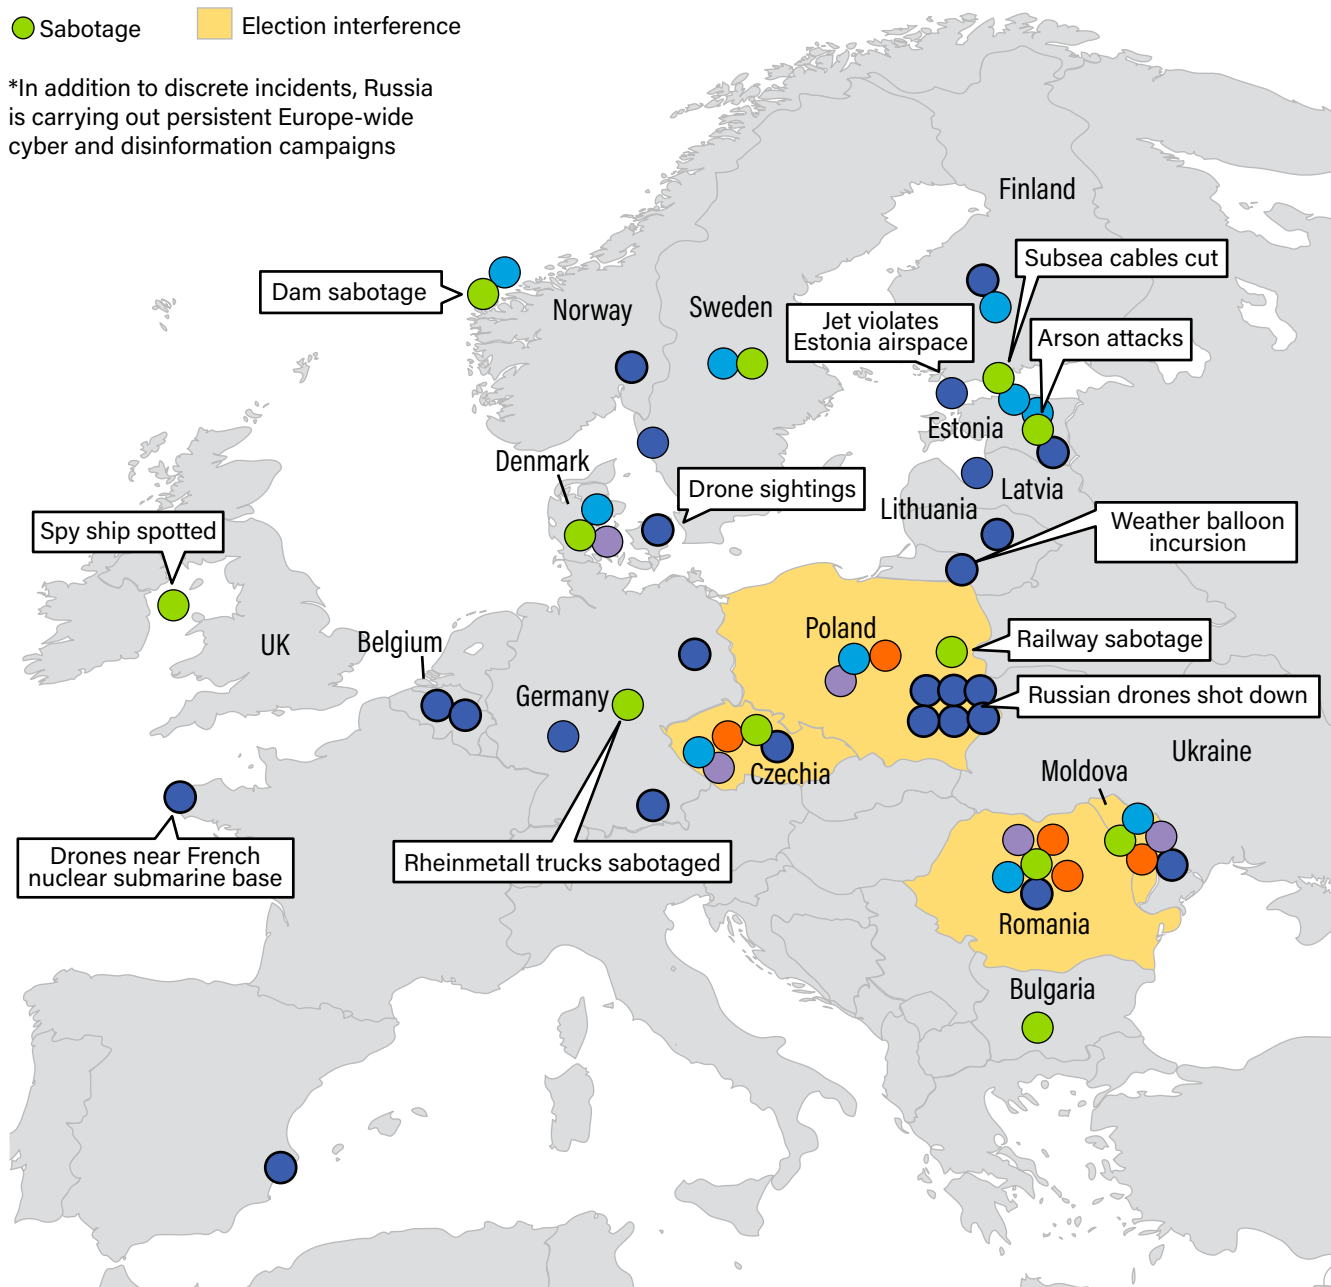 Sabotage
Election interference
*In addition to discrete incidents, Russia
is carrying out persistent Europe-wide
cyber and disinformation campaigns
Finland
Subsea cables cut
Dam sabotage
Norway
Sweden
Jet violates
Estonia airspace
Arson attacks
Estonia
Denmark
Drone sightings
Latvia
Lithuania
Spy ship spotted
Weather balloon
incursion
Poland
Railway sabotage
UK
Belgium
Germany
Russian drones shot down
Ukraine
Czechia
Moldova
Drones near French
nuclear submarine base
Rheinmetall trucks sabotaged
Romania
Bulgaria